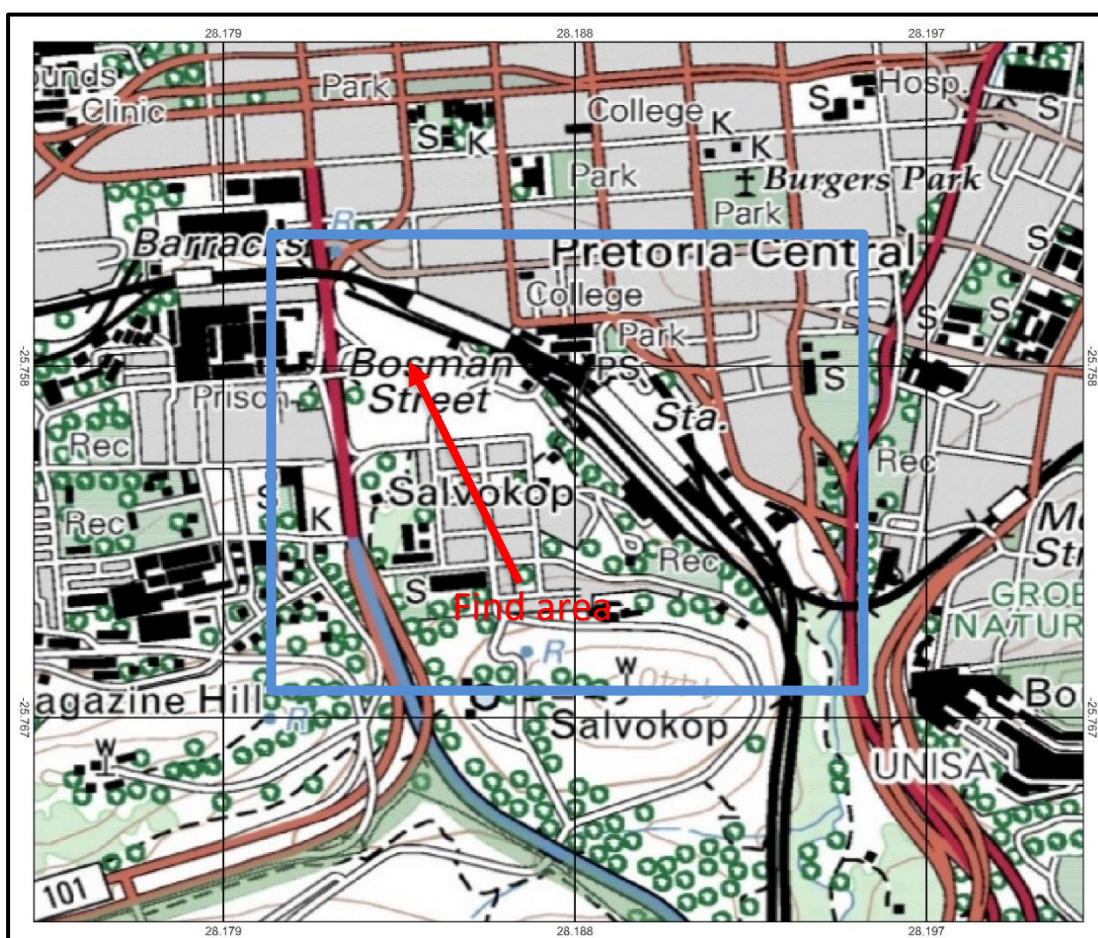 28.179
28.188
28.197
ounds
Clinic
Park
College
Hosp.
S
S
K
K
K
S
Park
Burgers Park
Park
R
Barracks
Pretoria Central
S
S
S
College
Park
-25.758
Bosman
Street
PS
S
-25.758
Prison
Sta.
Rec
Rec
S
Salvokop
K
Rec
S
Rec
Find area
GROE
NATUR
R
W
1440
agazine Hill
R
Salvokop
Bo
-25.767
-25.767
W
UNISA
101
28.179
28.188
28.197